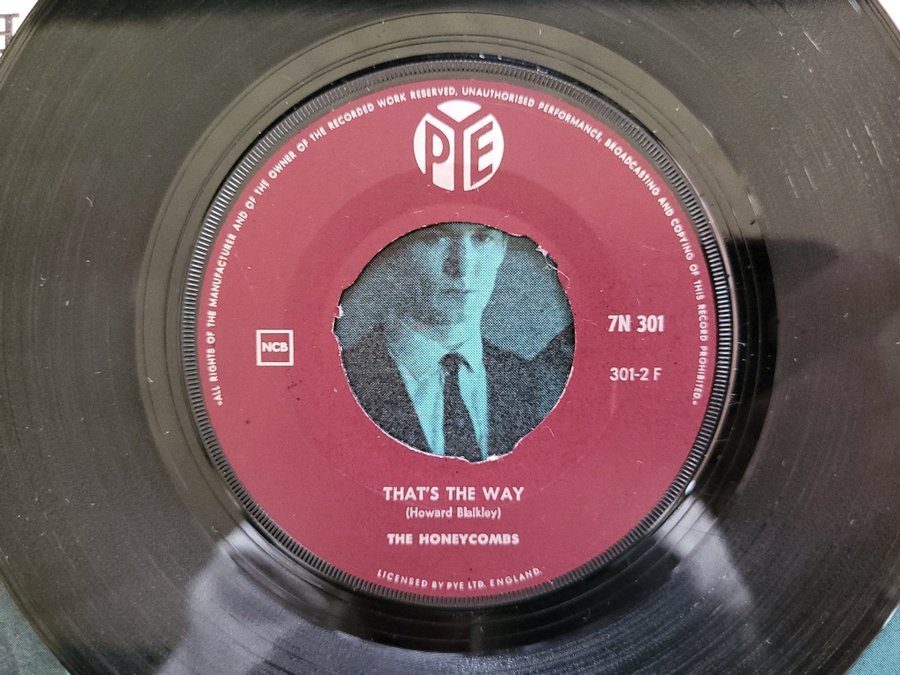 "ALL RIGHTS OF THE MANUFACTURER AND OF THE OWNER OF THE RECORDED WORK RESERVED, UNAUTHORISED PERFORMANCE, BROADCASTING AND COPYING OF THIS RECORD PROHIBITED."
PYE
NCB
7N 301
301-2 F
THAT'S THE WAY
(Howard Blalkley)
THE HONEYCOMBS
LICENSED BY PYE LTD. ENGLAND.